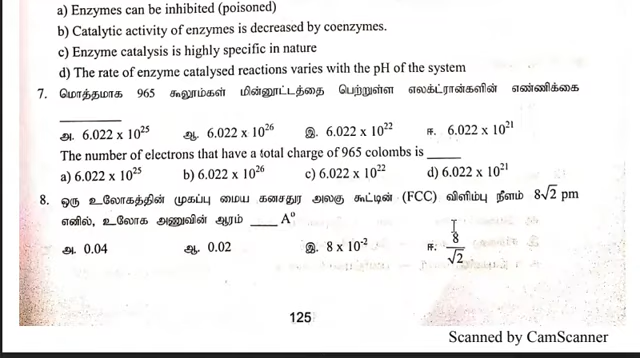 a) Enzymes can be inhibited (poisoned)
b) Catalytic activity of enzymes is decreased by coenzymes.
c) Enzyme catalysis is highly specific in nature
d) The rate of enzyme catalysed reactions varies with the pH of the system
7. மொத்தமாக 965 கூலூம்கள் மின்னூட்டத்தை பெற்றுள்ள எலக்ட்ரான்களின் எண்ணிக்கை
________
அ. 6.022 x 10²⁵ ஆ. 6.022 x 10²⁶ இ. 6.022 x 10²² ஈ. 6.022 x 10²¹
The number of electrons that have a total charge of 965 colombs is _____
a) 6.022 x 10²⁵ b) 6.022 x 10²⁶ c) 6.022 x 10²² d) 6.022 x 10²¹
8. ஒரு உலோகத்தின் முகப்பு மைய கனசதுர அலகு கூட்டின் (FCC) விளிம்பு நீளம் 8√2 pm
எனில், உலோக அணுவின் ஆரம் ____ A°
அ. 0.04 ஆ. 0.02 இ. 8 x 10⁻² ஈ. 8/√2
125
Scanned by CamScanner